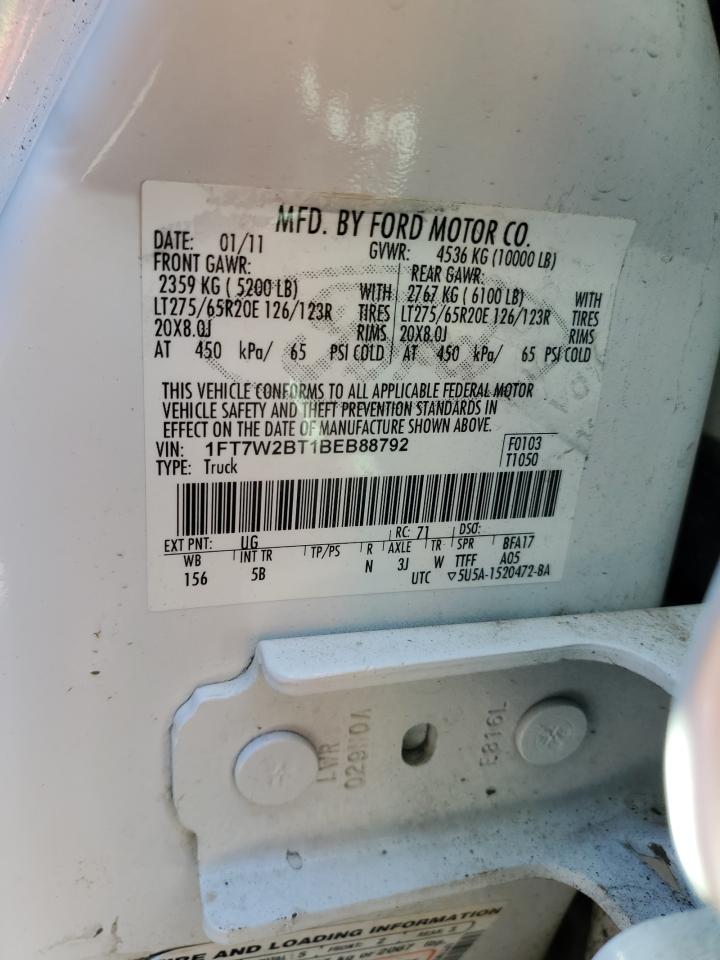 MFD. BY FORD MOTOR CO.
DATE: 01/11 GVWR: 4536 KG (10000 LB)
FRONT GAWR: REAR GAWR:
2359 KG ( 5200 LB) WITH 2767 KG ( 6100 LB) WITH
LT275/65R20E 126/123R TIRES LT275/65R20E 126/123R TIRES
20X8.0J RIMS 20X8.0J RIMS
AT 450 kPa/ 65 PSI COLD AT 450 kPa/ 65 PSI COLD
THIS VEHICLE CONFORMS TO ALL APPLICABLE FEDERAL MOTOR
VEHICLE SAFETY AND THEFT PREVENTION STANDARDS IN
EFFECT ON THE DATE OF MANUFACTURE SHOWN ABOVE.
VIN: 1FT7W2BT1BEB88792 F0103
TYPE: Truck T1050
EXT PNT: UG RC: 71 DSO:
WB INT TR TP/PS R AXLE TR SPR BFA17
156 5B N 3J W TTFF A05
UTC ▽5U5A-1520472-BA
LWR
029N0A
E816L
AND LOADING INFORMATION